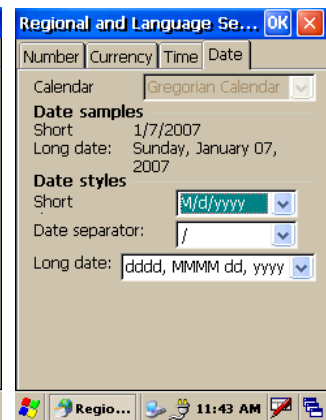 Regional and Language Se... OK
Number Currency Time Date
Calendar Gregorian Calendar
Date samples
Short 1/7/2007
Long date: Sunday, January 07,
2007
Date styles
Short M/d/yyyy
Date separator: /
Long date: dddd, MMMM dd, yyyy
Regio... 11:43 AM